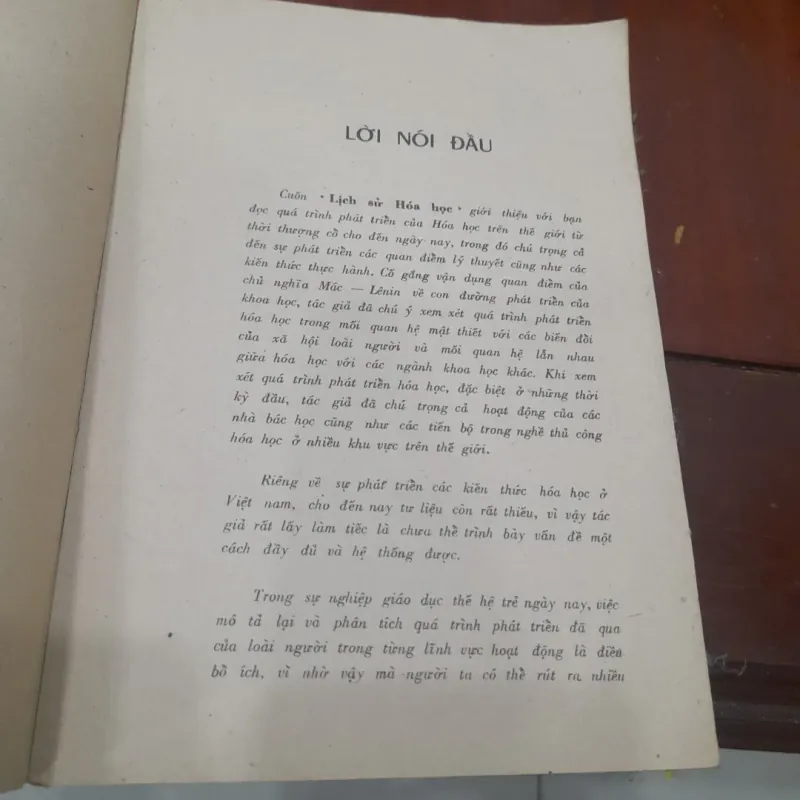 LỜI NÓI ĐẦU
Cuốn «Lịch sử Hóa học» giới thiệu với bạn
đọc quá trình phát triển của Hóa học trên thế giới từ
thời thượng cổ cho đến ngày nay, trong đó chú trọng cả
đến sự phát triển các quan điểm lý thuyết cũng như các
kiến thức thực hành. Cố gắng vận dụng quan điểm của
chủ nghĩa Mác — Lênin về con đường phát triển của
khoa học, tác giả đã chú ý xem xét quá trình phát triển
hóa học trong mối quan hệ mật thiết với các biến đổi
của xã hội loài người và mối quan hệ lẫn nhau
giữa hóa học với các ngành khoa học khác. Khi xem
xét quá trình phát triển hóa học, đặc biệt ở những thời
kỳ đầu, tác giả đã chú trọng cả hoạt động của các
nhà bác học cũng như các tiến bộ trong nghề thủ công
hóa học ở nhiều khu vực trên thế giới.
Riêng về sự phát triển các kiến thức hóa học ở
Việt nam, cho đến nay tư liệu còn rất thiếu, vì vậy tác
giả rất lấy làm tiếc là chưa thể trình bày vấn đề một
cách đầy đủ và hệ thống được.
Trong sự nghiệp giáo dục thế hệ trẻ ngày nay, việc
mô tả lại và phân tích quá trình phát triển đã qua
của loài người trong từng lĩnh vực hoạt động là điều
bổ ích, vì nhờ vậy mà người ta có thể rút ra nhiều